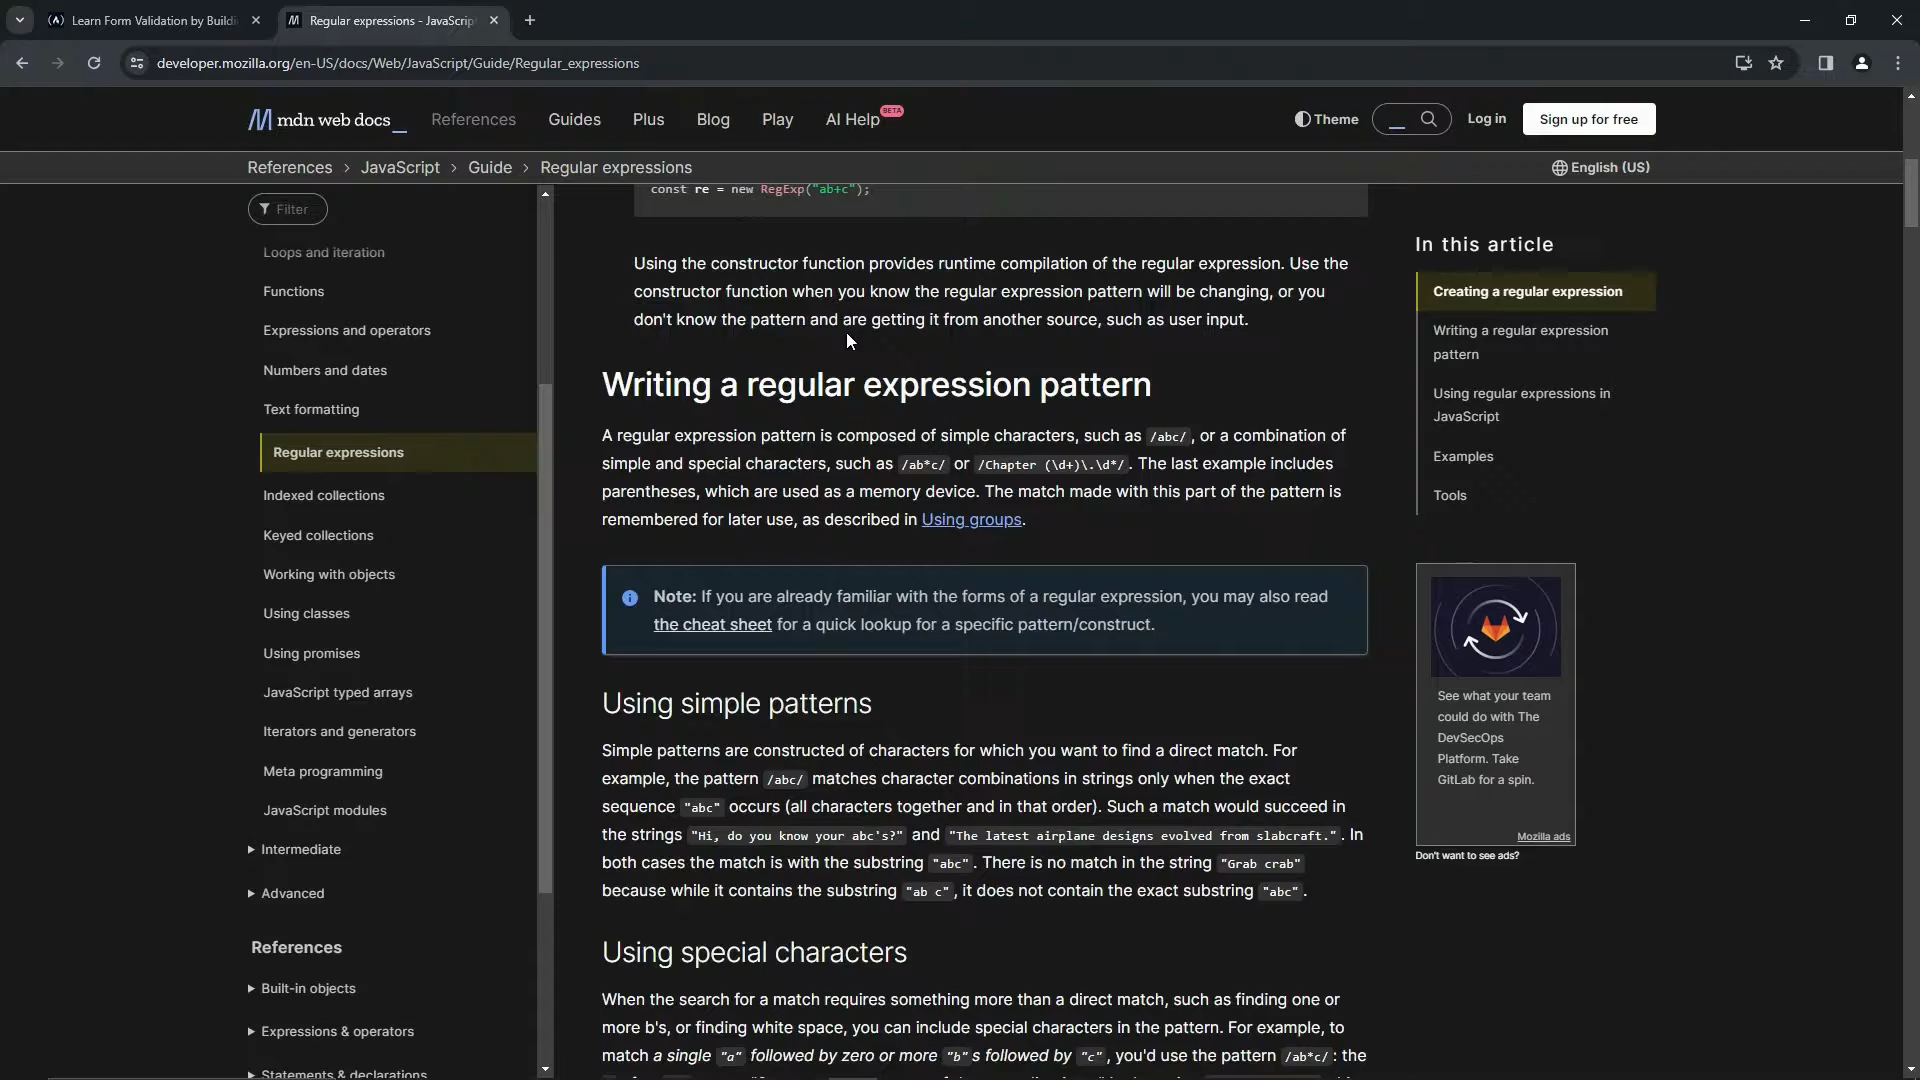 Learn Form Validation by Buildi
Regular expressions - JavaScrip
developer.mozilla.org/en-US/docs/Web/JavaScript/Guide/Regular_expressions
mdn web docs_
References
Guides
Plus
Blog
Play
AI Help
BETA
Theme
Log in
Sign up for free
References > JavaScript > Guide > Regular expressions
English (US)
Filter
Loops and iteration
Functions
Expressions and operators
Numbers and dates
Text formatting
Regular expressions
Indexed collections
Keyed collections
Working with objects
Using classes
Using promises
JavaScript typed arrays
Iterators and generators
Meta programming
JavaScript modules
Intermediate
Advanced
References
Built-in objects
Expressions & operators
Statements & declarations
const re = new RegExp("ab+c");
Using the constructor function provides runtime compilation of the regular expression. Use the
constructor function when you know the regular expression pattern will be changing, or you
don't know the pattern and are getting it from another source, such as user input.
Writing a regular expression pattern
A regular expression pattern is composed of simple characters, such as /abc/, or a combination of
simple and special characters, such as /ab*c/ or /Chapter (\d+)\.\d*/. The last example includes
parentheses, which are used as a memory device. The match made with this part of the pattern is
remembered for later use, as described in Using groups.
Note: If you are already familiar with the forms of a regular expression, you may also read
the cheat sheet for a quick lookup for a specific pattern/construct.
Using simple patterns
Simple patterns are constructed of characters for which you want to find a direct match. For
example, the pattern /abc/ matches character combinations in strings only when the exact
sequence "abc" occurs (all characters together and in that order). Such a match would succeed in
the strings "Hi, do you know your abc's?" and "The latest airplane designs evolved from slabcraft.". In
both cases the match is with the substring "abc". There is no match in the string "Grab crab"
because while it contains the substring "ab c", it does not contain the exact substring "abc".
Using special characters
When the search for a match requires something more than a direct match, such as finding one or
more b's, or finding white space, you can include special characters in the pattern. For example, to
match a single "a" followed by zero or more "b"s followed by "c", you'd use the pattern /ab*c/: the
In this article
Creating a regular expression
Writing a regular expression
pattern
Using regular expressions in
JavaScript
Examples
Tools
See what your team
could do with The
DevSecOps
Platform. Take
GitLab for a spin.
Mozilla ads
Don't want to see ads?